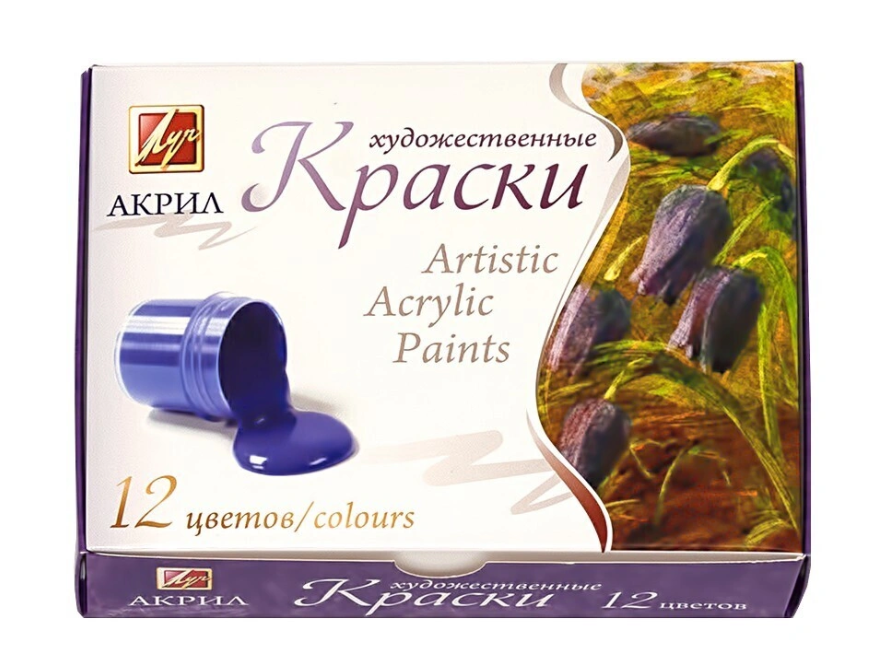 Луч
АКРИЛ
художественные
Краски
Artistic
Acrylic
Paints
12 цветов/colours
Луч
АКРИЛ
художественные
Краски
12 цветов